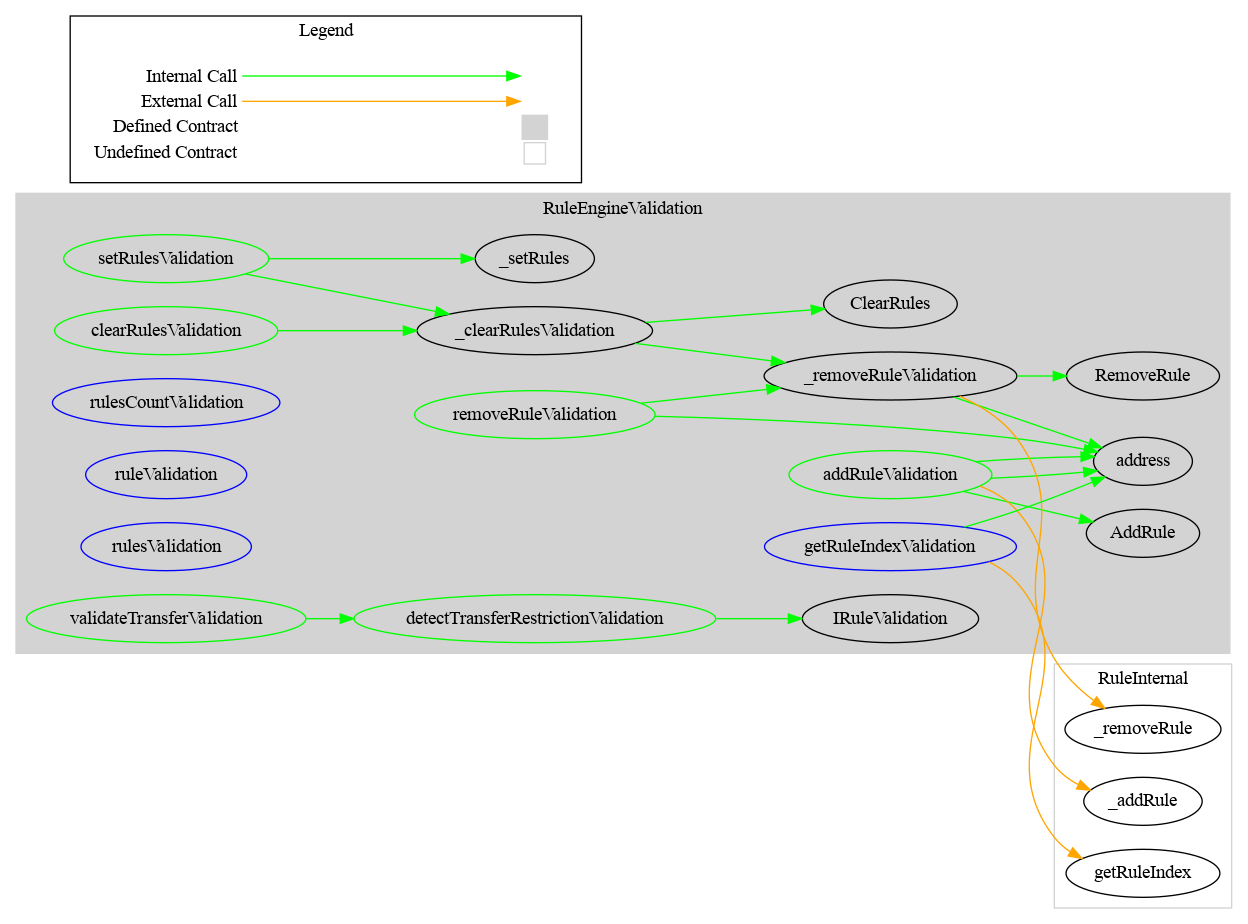 Legend
Internal Call
External Call
Defined Contract
Undefined Contract
RuleEngineValidation
setRulesValidation
_setRules
clearRulesValidation
_clearRulesValidation
ClearRules
_removeRuleValidation
RemoveRule
rulesCountValidation
removeRuleValidation
ruleValidation
addRuleValidation
address
rulesValidation
getRuleIndexValidation
AddRule
validateTransferValidation
detectTransferRestrictionValidation
IRuleValidation
RuleInternal
_removeRule
_addRule
getRuleIndex